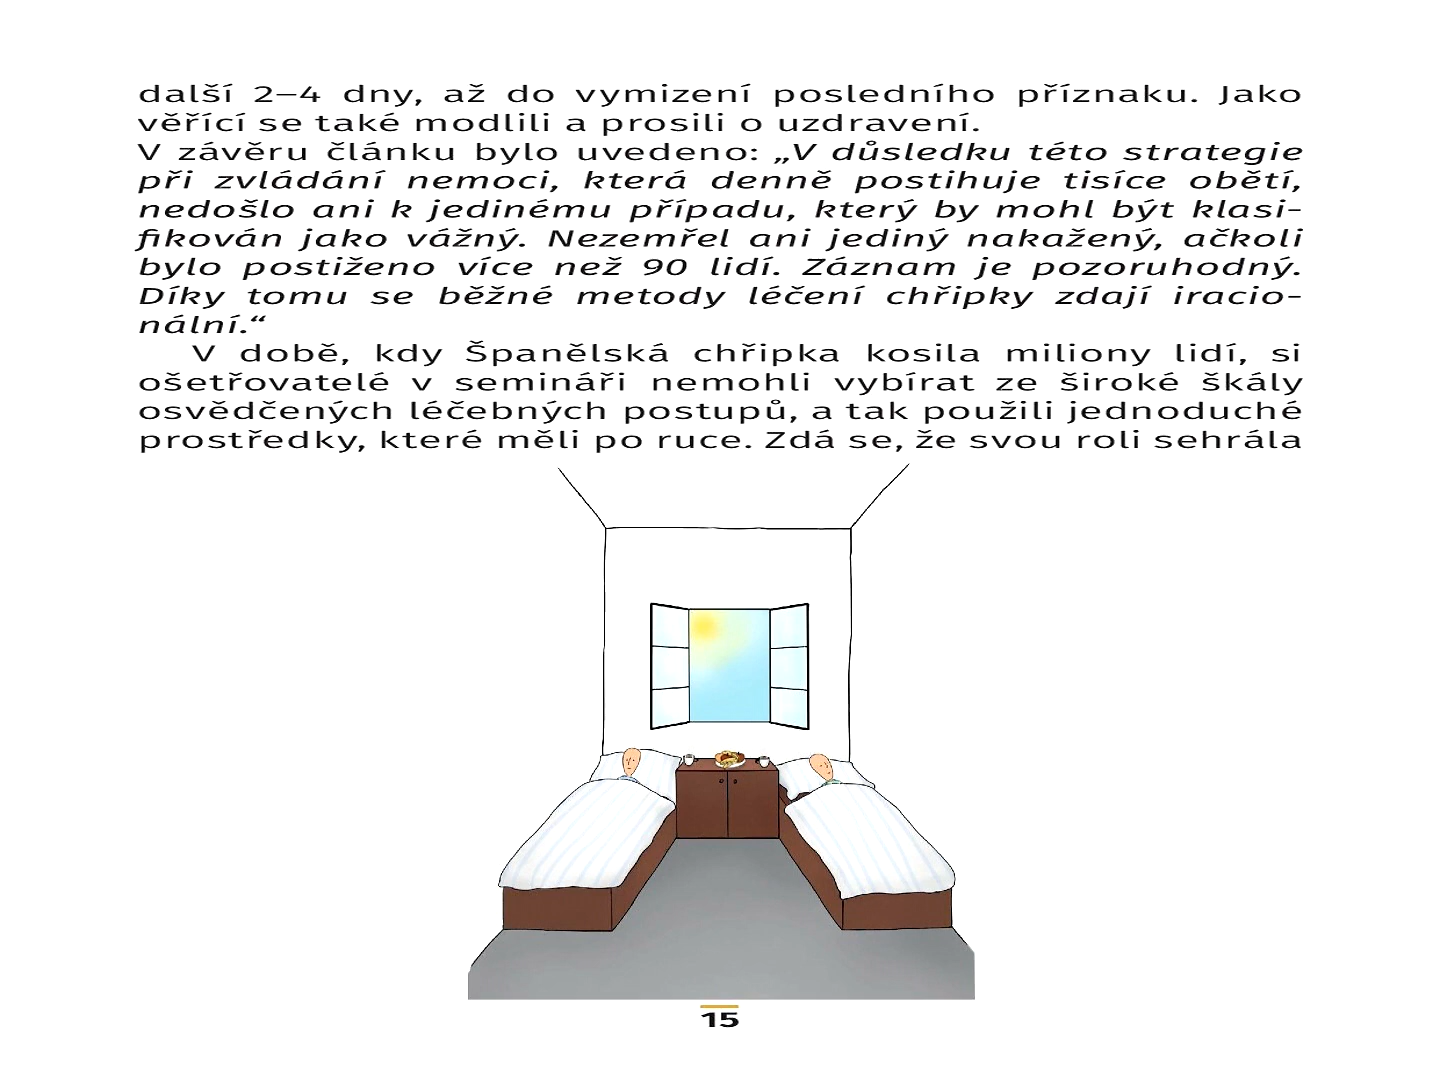 další 2–4 dny, až do vymizení posledního příznaku. Jako
věřící se také modlili a prosili o uzdravení.
V závěru článku bylo uvedeno: „V důsledku této strategie
při zvládání nemoci, která denně postihuje tisíce obětí,
nedošlo ani k jedinému případu, který by mohl být klasi-
fikován jako vážný. Nezemřel ani jediný nakažený, ačkoli
bylo postiženo více než 90 lidí. Záznam je pozoruhodný.
Díky tomu se běžné metody léčení chřipky zdají iracio-
nální.“
V době, kdy Španělská chřipka kosila miliony lidí, si
ošetřovatelé v semináři nemohli vybírat ze široké škály
osvědčených léčebných postupů, a tak použili jednoduché
prostředky, které měli po ruce. Zdá se, že svou roli sehrála
15